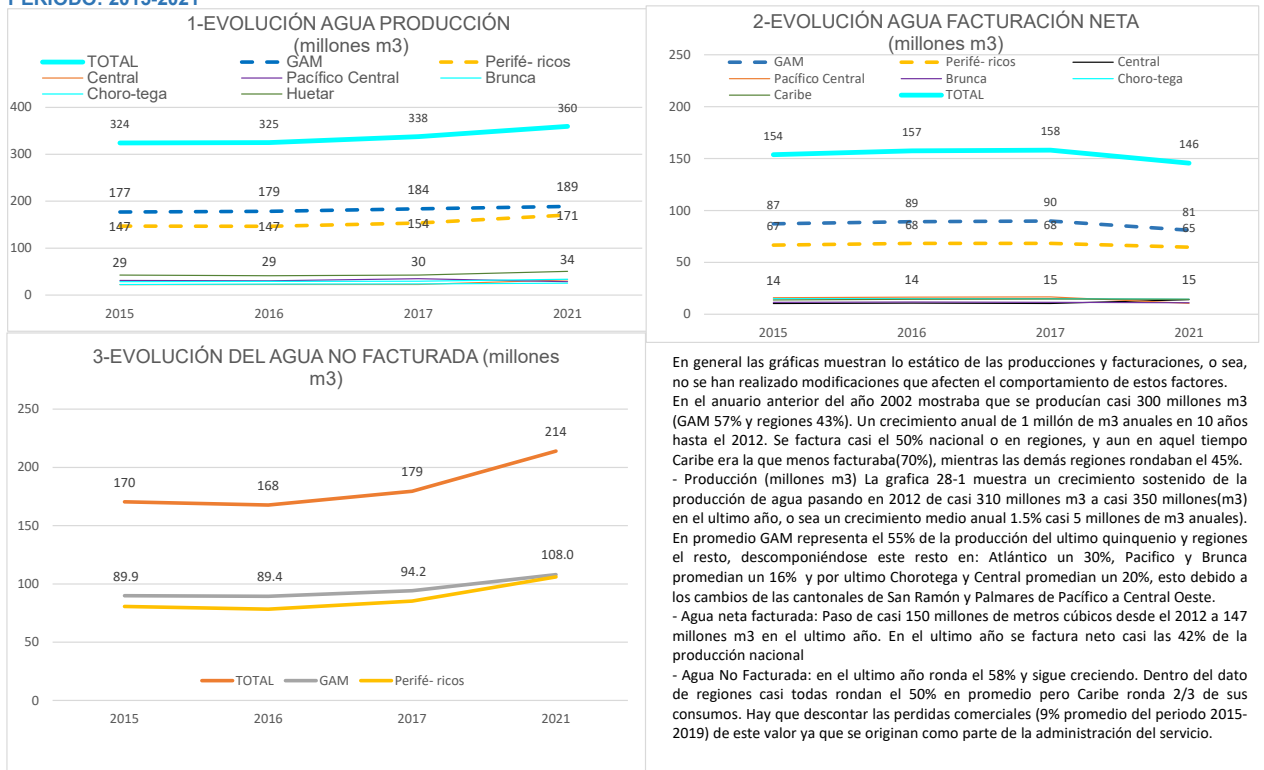 PERIODO: 2015-2021
1-EVOLUCIÓN AGUA PRODUCCIÓN
(millones m3)
TOTAL GAM Perifé- ricos
Central Pacífico Central Brunca
Choro-tega Huetar
400
300
200
100
0
324 325 338 360
177 179 184 189
147 147 154 171
29 29 30 34
2015 2016 2017 2021
2-EVOLUCIÓN AGUA FACTURACIÓN NETA
(millones m3)
GAM Perifé- ricos Central
Pacífico Central Brunca Choro-tega
Caribe TOTAL
250
200
150
100
50
0
154 157 158 146
87 89 90 81
67 68 68 65
14 14 15 15
2015 2016 2017 2021
3-EVOLUCIÓN DEL AGUA NO FACTURADA (millones
m3)
250
200
150
100
50
0
170 168 179 214
89.9 89.4 94.2 108.0
TOTAL GAM Perifé- ricos
2015 2016 2017 2021
En general las gráficas muestran lo estático de las producciones y facturaciones, o sea,
no se han realizado modificaciones que afecten el comportamiento de estos factores.
En el anuario anterior del año 2002 mostraba que se producían casi 300 millones m3
(GAM 57% y regiones 43%). Un crecimiento anual de 1 millón de m3 anuales en 10 años
hasta el 2012. Se factura casi el 50% nacional o en regiones, y aun en aquel tiempo
Caribe era la que menos facturaba(70%), mientras las demás regiones rondaban el 45%.
- Producción (millones m3) La grafica 28-1 muestra un crecimiento sostenido de la
producción de agua pasando en 2012 de casi 310 millones m3 a casi 350 millones(m3)
en el ultimo año, o sea un crecimiento medio anual 1.5% casi 5 millones de m3 anuales).
En promedio GAM representa el 55% de la producción del ultimo quinquenio y regiones
el resto, descomponiéndose este resto en: Atlántico un 30%, Pacifico y Brunca
promedian un 16% y por ultimo Chorotega y Central promedian un 20%, esto debido a
los cambios de las cantonales de San Ramón y Palmares de Pacífico a Central Oeste.
- Agua neta facturada: Paso de casi 150 millones de metros cúbicos desde el 2012 a 147
millones m3 en el ultimo año. En el ultimo año se factura neto casi las 42% de la
producción nacional
- Agua No Facturada: en el ultimo año ronda el 58% y sigue creciendo. Dentro del dato
de regiones casi todas rondan el 50% en promedio pero Caribe ronda 2/3 de sus
consumos. Hay que descontar las perdidas comerciales (9% promedio del periodo 2015-
2019) de este valor ya que se originan como parte de la administración del servicio.